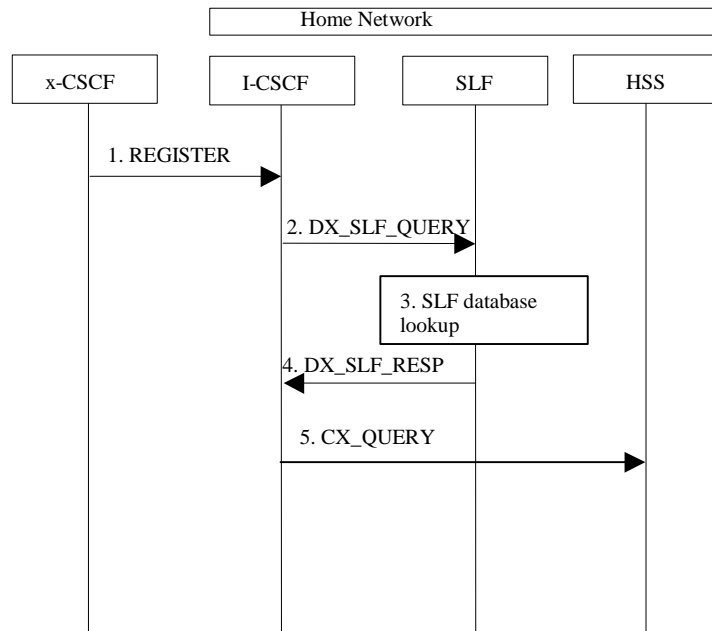 Home Network
x-CSCF
I-CSCF
SLF
HSS
1. REGISTER
2. DX_SLF_QUERY
3. SLF database
lookup
4. DX_SLF_RESP
5. CX_QUERY